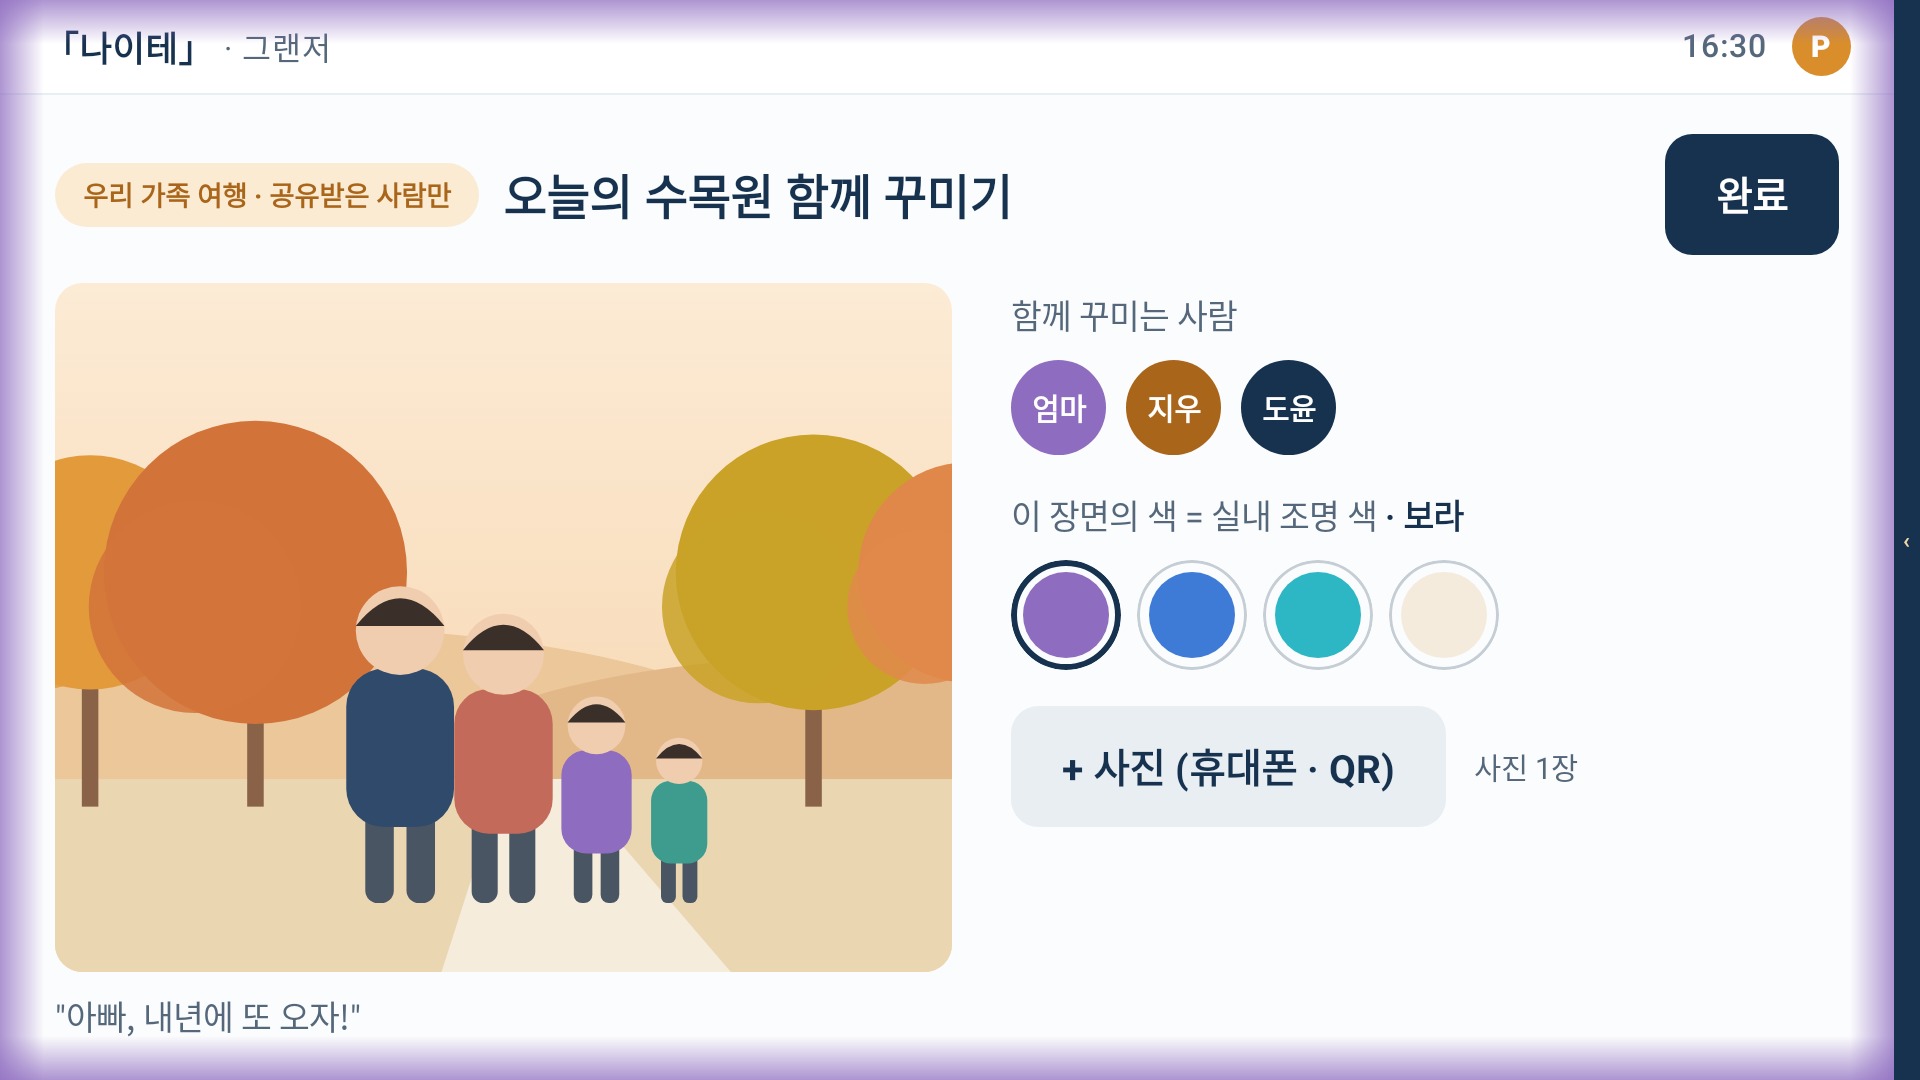 「나이테」 · 그랜저
16:30
P
우리 가족 여행 · 공유받은 사람만
오늘의 수목원 함께 꾸미기
완료
함께 꾸미는 사람
엄마 지우 도윤
이 장면의 색 = 실내 조명 색 · 보라
+ 사진 (휴대폰 · QR)
사진 1장
"아빠, 내년에 또 오자!"
‹